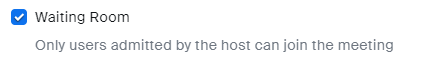 Waiting Room
Only users admitted by the host can join the meeting